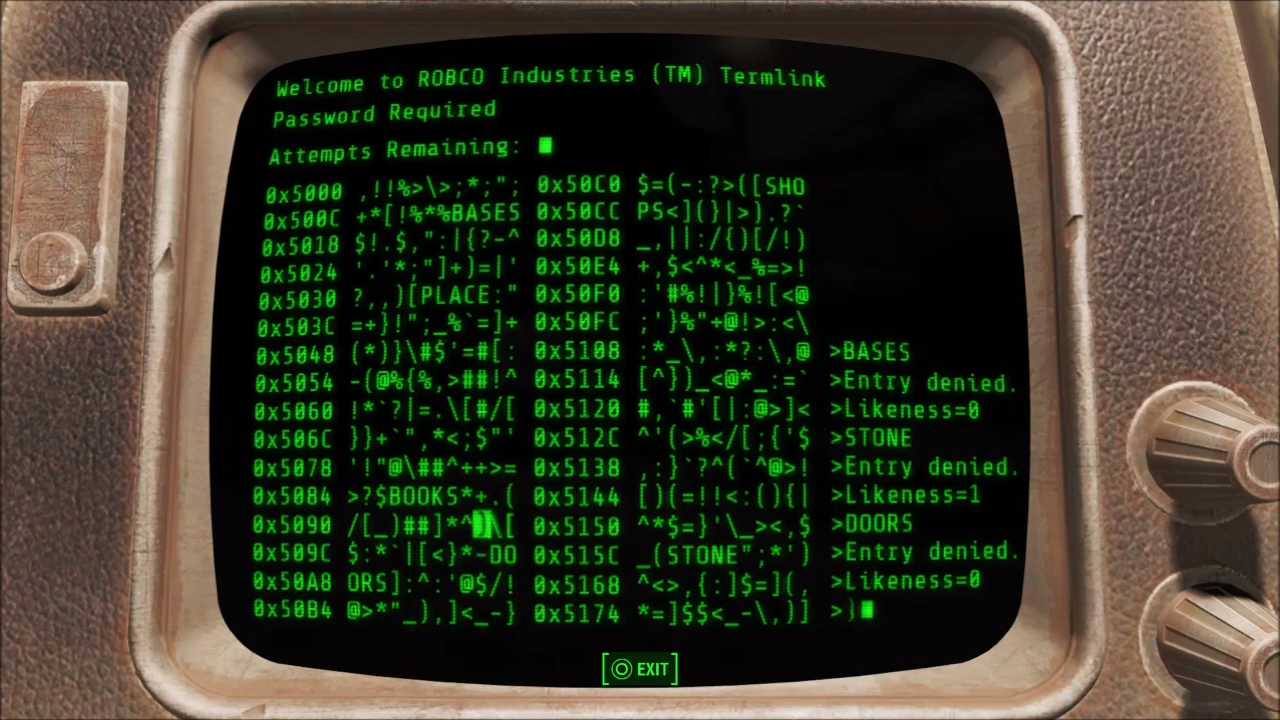 Welcome to ROBCO Industries (TM) Termlink
Password Required
Attempts Remaining: ■
0x5000 ,!!%>\>;*;";  0x50C0 $=(-:?>([SHO
0x500C +*[!%*%BASES 0x50CC PS<](}|>).?`
0x5018 $!.$,":|{?-^ 0x50D8 _,||:/{)[/!)
0x5024 '.'*;"]+)=|' 0x50E4 +,$<^*<_%=>!
0x5030 ?,,)[PLACE:" 0x50F0 :'#%!|}%![<@
0x503C =+}!";_%`=]+ 0x50FC ;'}%"+@!>:<\
0x5048 (*)}\#$'=#[: 0x5108 :*_\,:*?:\,@ >BASES
0x5054 -(@%{%,>##!^ 0x5114 [^})_<@*_:=` >Entry denied.
0x5060 !*`?|=.\[#/[ 0x5120 #,`#'[|:@>]< >Likeness=0
0x506C }}+`",*<;$"' 0x512C ^'(>%</[;{'$ >STONE
0x5078 '!"@\##^++>= 0x5138 ,:}`?^(`^@>! >Entry denied.
0x5084 >?$BOOKS*+.( 0x5144 [)(=!!<:(){| >Likeness=1
0x5090 /[_)##]*^)\[ 0x5150 ^*$=}'\_><,$ >DOORS
0x509C $:*`|[<}*-DO 0x515C _(STONE";*') >Entry denied.
0x50A8 ORS]:^:'@$/! 0x5168 ^<>,{:]$=](, >Likeness=0
0x50B4 @>*"_),]<_-} 0x5174 *=]$$<_-\,)] >)■
EXIT